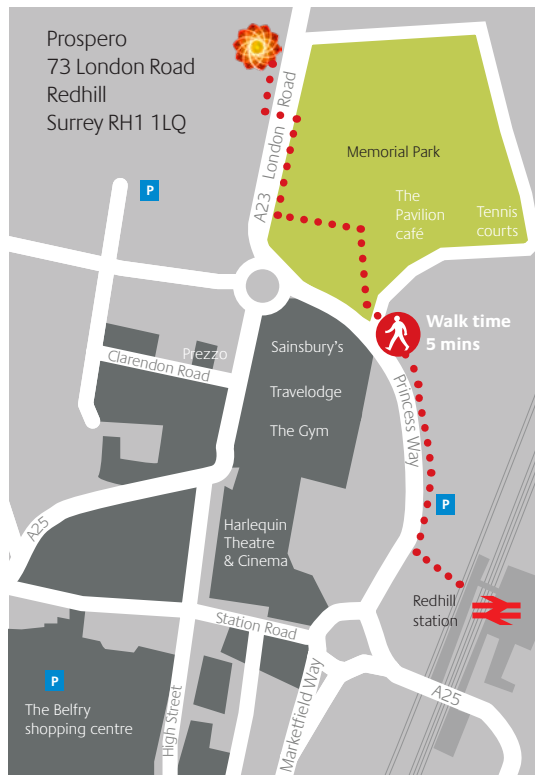 Prospero
73 London Road
Redhill
Surrey RH1 1LQ
A23 London Road
Memorial Park
The
Pavilion
café
Tennis
courts
P
Walk time
5 mins
Prezzo
Clarendon Road
Sainsbury's
Travelodge
The Gym
Princess Way
P
A25
Harlequin
Theatre
& Cinema
Redhill
station
Station Road
P
The Belfry
shopping centre
High Street
Marketfield Way
A25